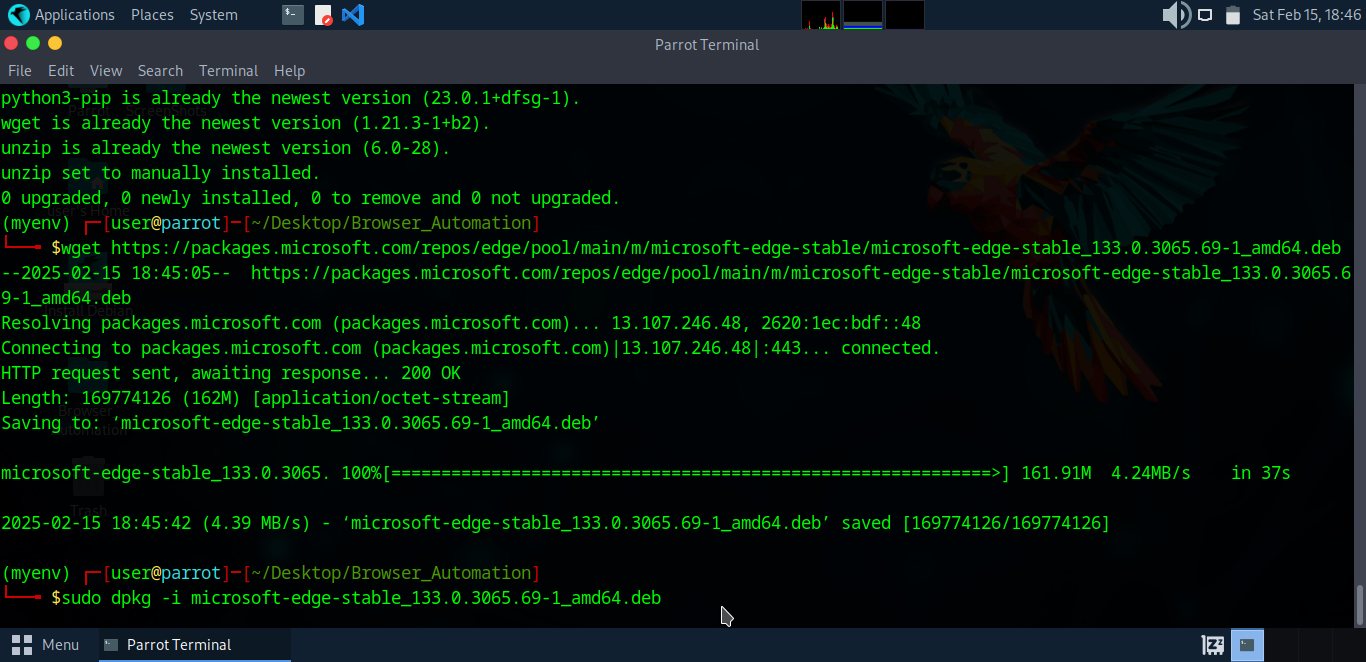 Applications Places System Sat Feb 15, 18:46
Parrot Terminal
File Edit View Search Terminal Help
python3-pip is already the newest version (23.0.1+dfsg-1).
wget is already the newest version (1.21.3-1+b2).
unzip is already the newest version (6.0-28).
unzip set to manually installed.
0 upgraded, 0 newly installed, 0 to remove and 0 not upgraded.
(myenv) ┌─[user@parrot]─[~/Desktop/Browser_Automation]
└──╼ $wget https://packages.microsoft.com/repos/edge/pool/main/m/microsoft-edge-stable/microsoft-edge-stable_133.0.3065.69-1_amd64.deb
--2025-02-15 18:45:05--  https://packages.microsoft.com/repos/edge/pool/main/m/microsoft-edge-stable/microsoft-edge-stable_133.0.3065.6
9-1_amd64.deb
Resolving packages.microsoft.com (packages.microsoft.com)... 13.107.246.48, 2620:1ec:bdf::48
Connecting to packages.microsoft.com (packages.microsoft.com)|13.107.246.48|:443... connected.
HTTP request sent, awaiting response... 200 OK
Length: 169774126 (162M) [application/octet-stream]
Saving to: ‘microsoft-edge-stable_133.0.3065.69-1_amd64.deb’
microsoft-edge-stable_133.0.3065. 100%[============================================================>] 161.91M  4.24MB/s    in 37s
2025-02-15 18:45:42 (4.39 MB/s) - ‘microsoft-edge-stable_133.0.3065.69-1_amd64.deb’ saved [169774126/169774126]
(myenv) ┌─[user@parrot]─[~/Desktop/Browser_Automation]
└──╼ $sudo dpkg -i microsoft-edge-stable_133.0.3065.69-1_amd64.deb
user's Home
Install Debian
Browser
Automation
Trash
Menu Parrot Terminal